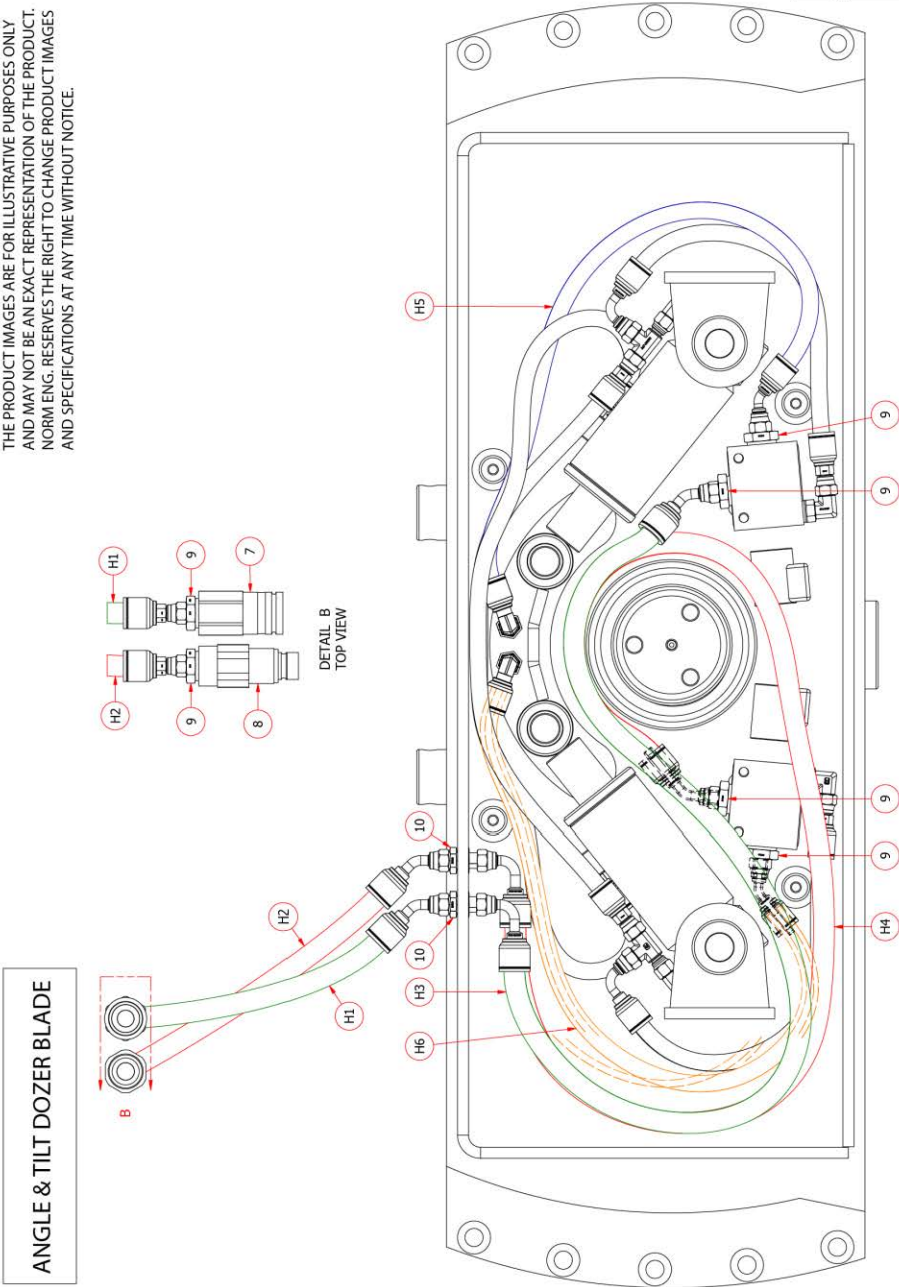 THE PRODUCT IMAGES ARE FOR ILLUSTRATIVE PURPOSES ONLY
AND MAY NOT BE AN EXACT REPRESENTATION OF THE PRODUCT.
NORM ENG. RESERVES THE RIGHT TO CHANGE PRODUCT IMAGES
AND SPECIFICATIONS AT ANY TIME WITHOUT NOTICE.
ANGLE & TILT DOZER BLADE
B
H1
H2
9
9
7
8
DETAIL B
TOP VIEW
H2
H1
10
10
H3
H6
H5
9
9
9
9
H4